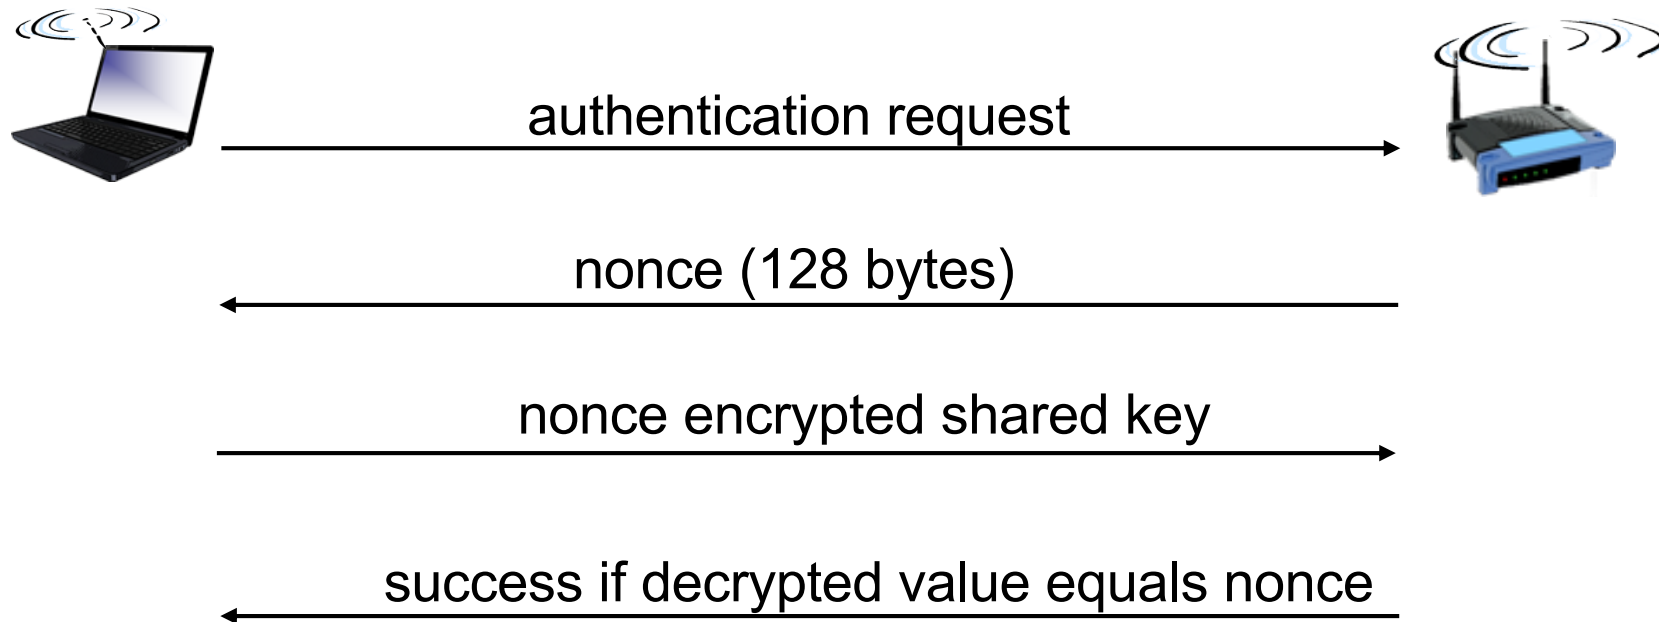 authentication request
nonce (128 bytes)
nonce encrypted shared key
success if decrypted value equals nonce